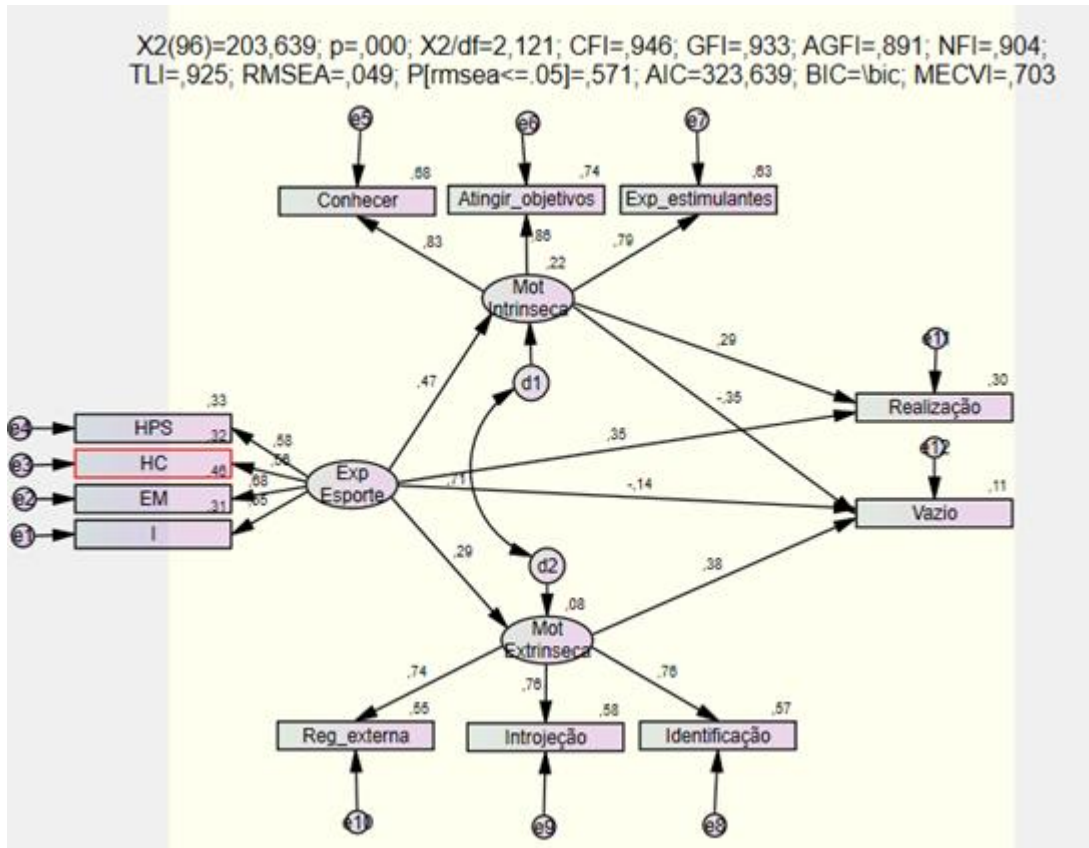 X2(96)=203,639; p=,000; X2/df=2,121; CFI=,946; GFI=,933; AGFI=,891; NFI=,904;
TLI=,925; RMSEA=,049; P[rmsea<=.05]=,571; AIC=323,639; BIC=\bic; MECVI=,703
e5
e6
e7
,68
,74
,63
Conhecer
Atingir_objetivos
Exp_estimulantes
,83
,86
,79
,22
Mot
Intrinseca
e11
,29
,47
d1
,30
Realização
-,35
,33
e4
HPS
,35
e12
,58
,32
e3
HC
,56
,46
,68
Exp
Esporte
,71
-,14
,11
e2
EM
Vazio
,31
e1
I
,29
d2
,38
,08
Mot
Extrinseca
,74
,76
,76
,55
,58
,57
Reg_externa
Introjeção
Identificação
e10
e9
e8